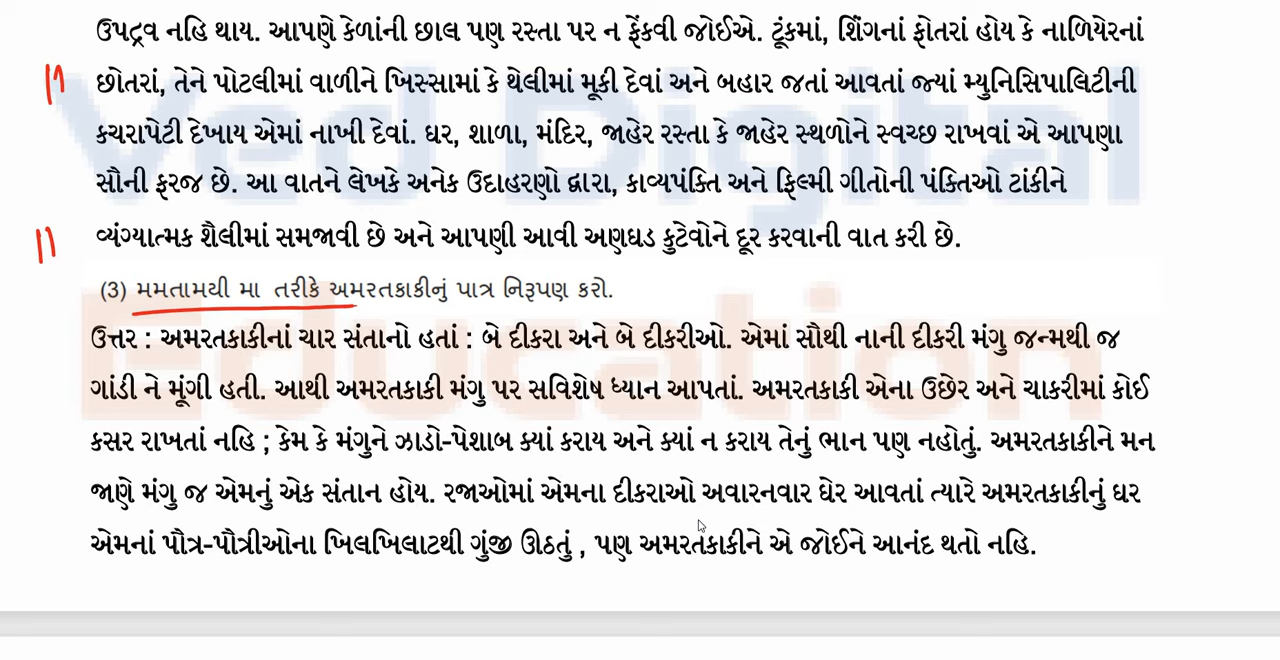 ઉપદ્રવ નહિ થાય. આપણે કેળાંની છાલ પણ રસ્તા પર ન ફેંકવી જોઈએ. ટૂંકમાં, શિંગનાં ફોતરાં હોય કે નાળિયેરનાં
છોતરાં, તેને પોટલીમાં વાળીને ખિસ્સામાં કે થેલીમાં મૂકી દેવાં અને બહાર જતાં આવતાં જ્યાં મ્યુનિસિપાલિટીની
કચરાપેટી દેખાય એમાં નાખી દેવાં. ઘર, શાળા, મંદિર, જાહેર રસ્તા કે જાહેર સ્થળોને સ્વચ્છ રાખવાં એ આપણા
સૌની ફરજ છે. આ વાતને લેખકે અનેક ઉદાહરણો દ્વારા, કાવ્યપંક્તિ અને ફિલ્મી ગીતોની પંક્તિઓ ટાંકીને
વ્યંગ્યાત્મક શૈલીમાં સમજાવી છે અને આપણી આવી અણઘડ કુટેવોને દૂર કરવાની વાત કરી છે.
(3) મમતામયી મા તરીકે અમરતકાકીનું પાત્ર નિરૂપણ કરો.
ઉત્તર : અમરતકાકીનાં ચાર સંતાનો હતાં : બે દીકરા અને બે દીકરીઓ. એમાં સૌથી નાની દીકરી મંગુ જન્મથી જ
ગાંડી ને મૂંગી હતી. આથી અમરતકાકી મંગુ પર સવિશેષ ધ્યાન આપતાં. અમરતકાકી એના ઉછેર અને ચાકરીમાં કોઈ
કસર રાખતાં નહિ ; કેમ કે મંગુને ઝાડો-પેશાબ ક્યાં કરાય અને ક્યાં ન કરાય તેનું ભાન પણ નહોતું. અમરતકાકીને મન
જાણે મંગુ જ એમનું એક સંતાન હોય. રજાઓમાં એમના દીકરાઓ અવારનવાર ઘેર આવતાં ત્યારે અમરતકાકીનું ઘર
એમનાં પૌત્ર-પૌત્રીઓના ખિલખિલાટથી ગુંજી ઊઠતું , પણ અમરતકાકીને એ જોઈને આનંદ થતો નહિ.
Ved Digital
Education